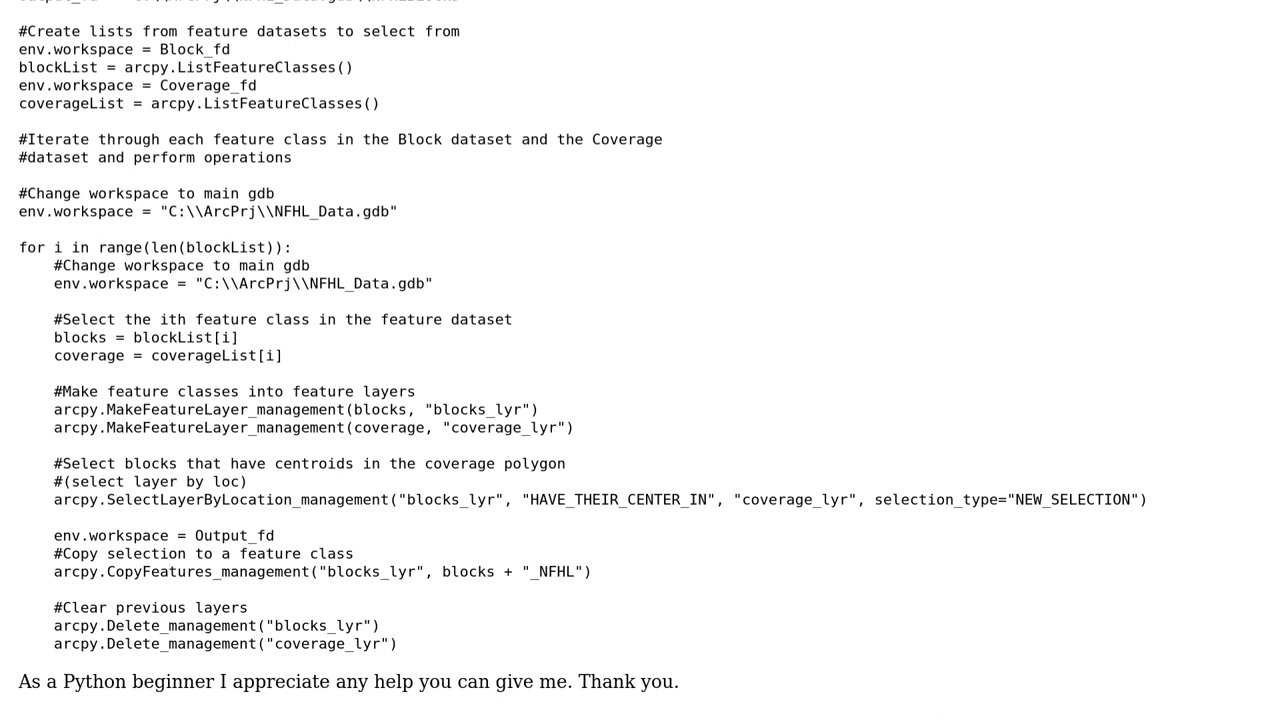 #Create lists from feature datasets to select from
env.workspace = Block_fd
blockList = arcpy.ListFeatureClasses()
env.workspace = Coverage_fd
coverageList = arcpy.ListFeatureClasses()

#Iterate through each feature class in the Block dataset and the Coverage
#dataset and perform operations

#Change workspace to main gdb
env.workspace = "C:\\ArcPrj\\NFHL_Data.gdb"

for i in range(len(blockList)):
    #Change workspace to main gdb
    env.workspace = "C:\\ArcPrj\\NFHL_Data.gdb"

    #Select the ith feature class in the feature dataset
    blocks = blockList[i]
    coverage = coverageList[i]

    #Make feature classes into feature layers
    arcpy.MakeFeatureLayer_management(blocks, "blocks_lyr")
    arcpy.MakeFeatureLayer_management(coverage, "coverage_lyr")

    #Select blocks that have centroids in the coverage polygon
    #(select layer by loc)
    arcpy.SelectLayerByLocation_management("blocks_lyr", "HAVE_THEIR_CENTER_IN", "coverage_lyr", selection_type="NEW_SELECTION")

    env.workspace = Output_fd
    #Copy selection to a feature class
    arcpy.CopyFeatures_management("blocks_lyr", blocks + "_NFHL")

    #Clear previous layers
    arcpy.Delete_management("blocks_lyr")
    arcpy.Delete_management("coverage_lyr")

As a Python beginner I appreciate any help you can give me. Thank you.